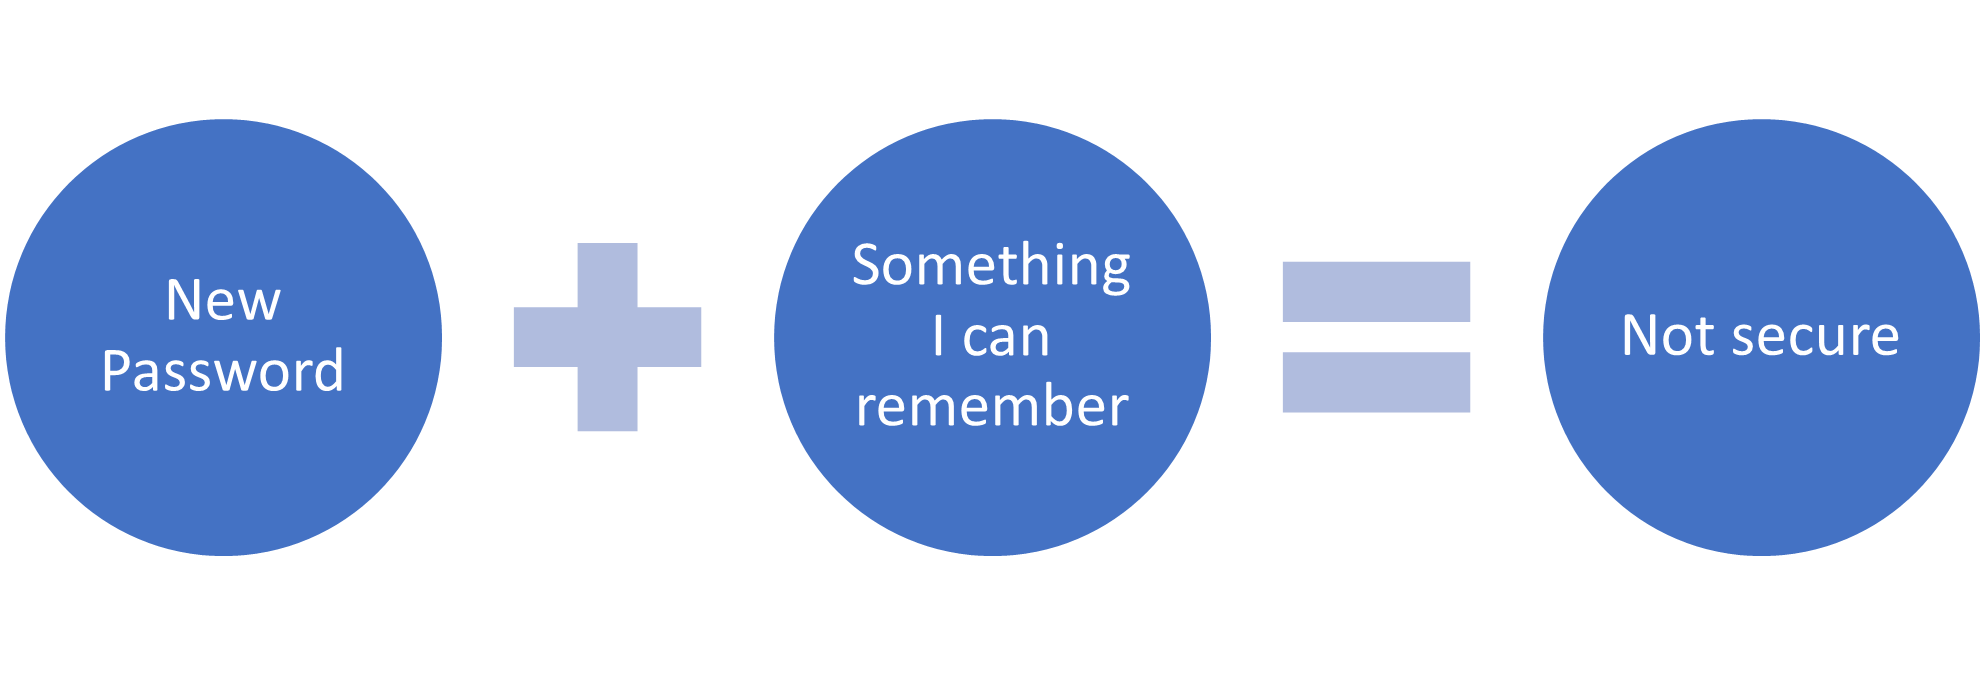 New
Password
Something
I can
remember
Not secure